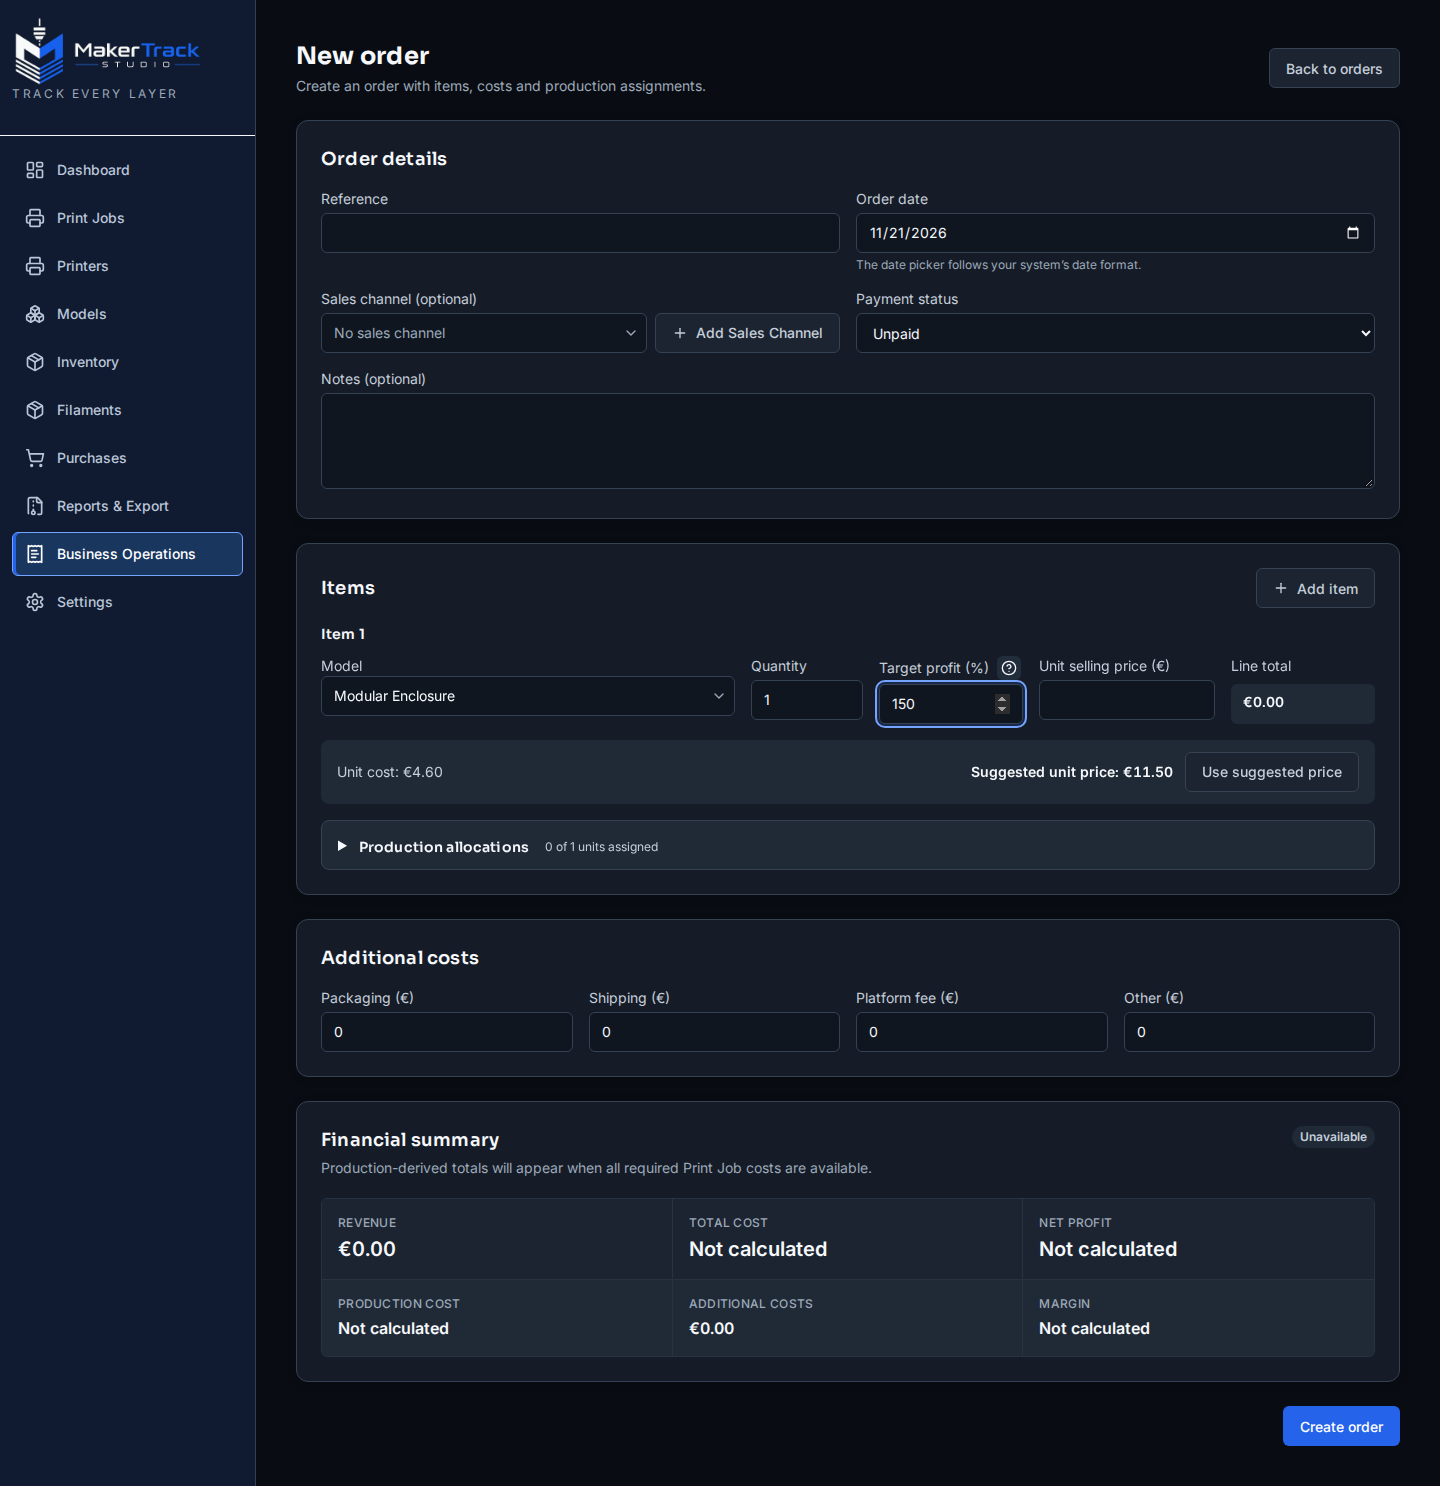 MakerTrack
STUDIO
TRACK EVERY LAYER
Dashboard
Print Jobs
Printers
Models
Inventory
Filaments
Purchases
Reports & Export
Business Operations
Settings
New order
Create an order with items, costs and production assignments.
Back to orders
Order details
Reference
Order date
11/21/2026
The date picker follows your system’s date format.
Sales channel (optional)
No sales channel
Add Sales Channel
Payment status
Unpaid
Notes (optional)
Items
Add item
Item 1
Model
Modular Enclosure
Quantity
1
Target profit (%)
150
Unit selling price (€)
Line total
€0.00
Unit cost: €4.60
Suggested unit price: €11.50
Use suggested price
Production allocations
0 of 1 units assigned
Additional costs
Packaging (€)
0
Shipping (€)
0
Platform fee (€)
0
Other (€)
0
Financial summary
Unavailable
Production-derived totals will appear when all required Print Job costs are available.
REVENUE
€0.00
TOTAL COST
Not calculated
NET PROFIT
Not calculated
PRODUCTION COST
Not calculated
ADDITIONAL COSTS
€0.00
MARGIN
Not calculated
Create order